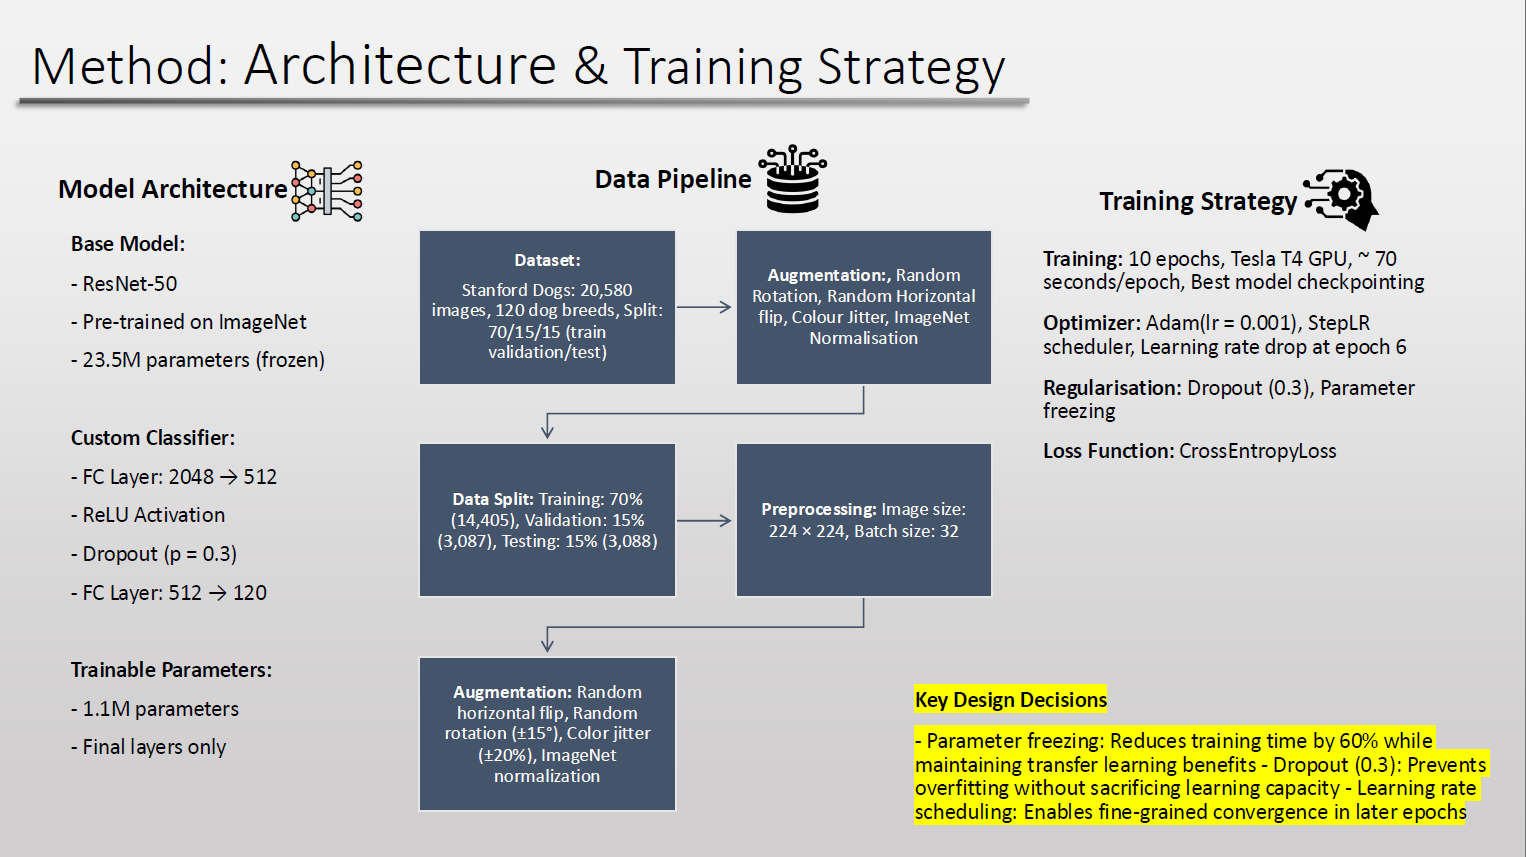 Method: Architecture & Training Strategy
Model Architecture
Base Model:
- ResNet-50
- Pre-trained on ImageNet
- 23.5M parameters (frozen)
Custom Classifier:
- FC Layer: 2048 → 512
- ReLU Activation
- Dropout (p = 0.3)
- FC Layer: 512 → 120
Trainable Parameters:
- 1.1M parameters
- Final layers only
Data Pipeline
Dataset:
Stanford Dogs: 20,580
images, 120 dog breeds, Split:
70/15/15 (train
validation/test)
Augmentation:, Random
Rotation, Random Horizontal
flip, Colour Jitter, ImageNet
Normalisation
Data Split: Training: 70%
(14,405), Validation: 15%
(3,087), Testing: 15% (3,088)
Preprocessing: Image size:
224 × 224, Batch size: 32
Augmentation: Random
horizontal flip, Random
rotation (±15°), Color jitter
(±20%), ImageNet
normalization
Training Strategy
Training: 10 epochs, Tesla T4 GPU, ~ 70
seconds/epoch, Best model checkpointing
Optimizer: Adam(lr = 0.001), StepLR
scheduler, Learning rate drop at epoch 6
Regularisation: Dropout (0.3), Parameter
freezing
Loss Function: CrossEntropyLoss
Key Design Decisions
- Parameter freezing: Reduces training time by 60% while
maintaining transfer learning benefits - Dropout (0.3): Prevents
overfitting without sacrificing learning capacity - Learning rate
scheduling: Enables fine-grained convergence in later epochs